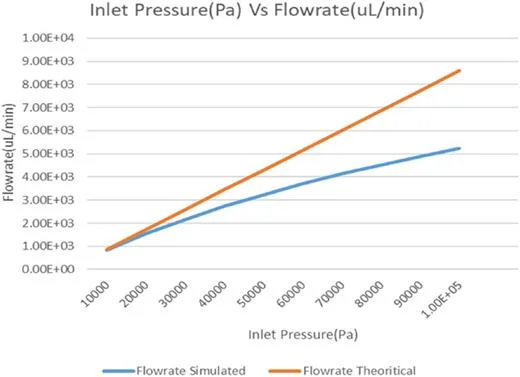 Inlet Pressure(Pa) Vs Flowrate(uL/min)
1.00E+04
9.00E+03
8.00E+03
7.00E+03
6.00E+03
5.00E+03
4.00E+03
3.00E+03
2.00E+03
1.00E+03
0.00E+00
Flowrate(uL/min)
10000
20000
30000
40000
50000
60000
70000
80000
90000
1.00E+05
Inlet Pressure(Pa)
Flowrate Simulated
Flowrate Theoritical